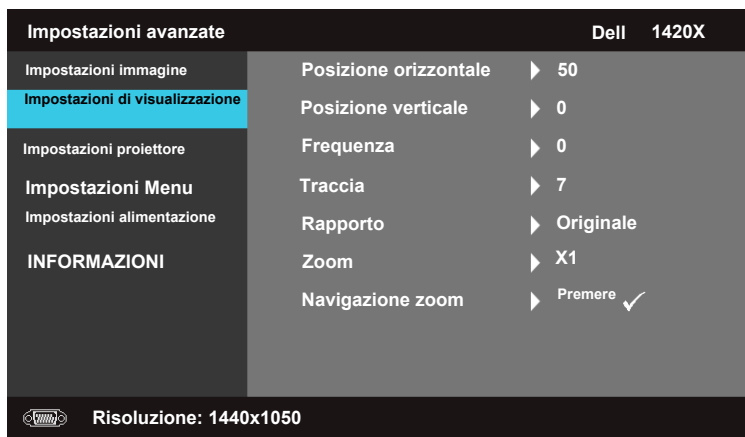 Impostazioni avanzate
Dell 1420X
Impostazioni immagine
Impostazioni di visualizzazione
Impostazioni proiettore
Impostazioni Menu
Impostazioni alimentazione
INFORMAZIONI
Posizione orizzontale 50
Posizione verticale 0
Frequenza 0
Traccia 7
Rapporto Originale
Zoom X1
Navigazione zoom Premere
Risoluzione: 1440x1050